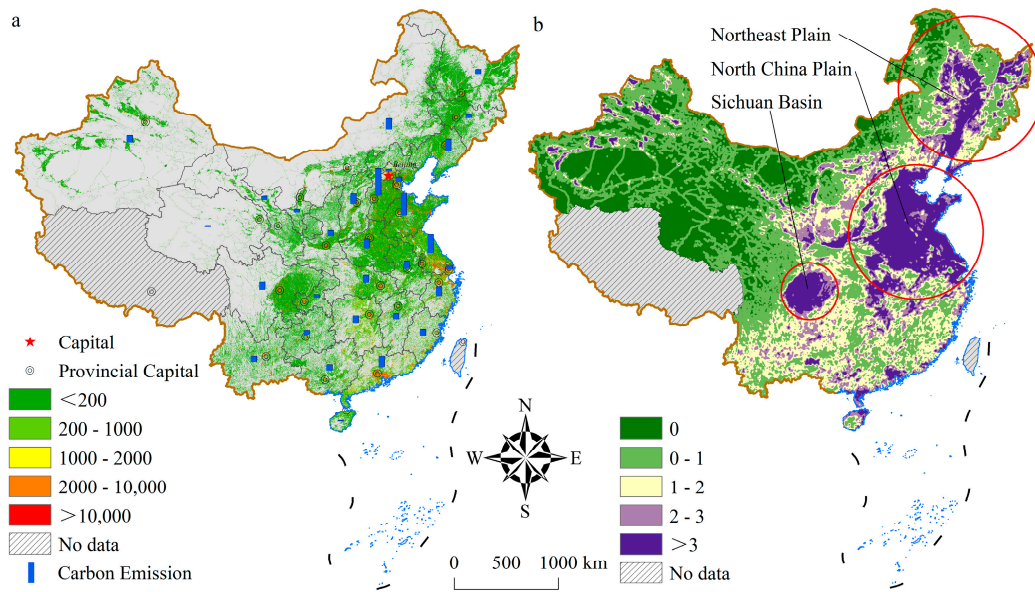 a
b
Northeast Plain
North China Plain
Sichuan Basin
Beijing
Capital
Provincial Capital
<200
200 - 1000
1000 - 2000
2000 - 10,000
>10,000
No data
Carbon Emission
N
W
E
S
0 500 1000 km
0
0 - 1
1 - 2
2 - 3
>3
No data